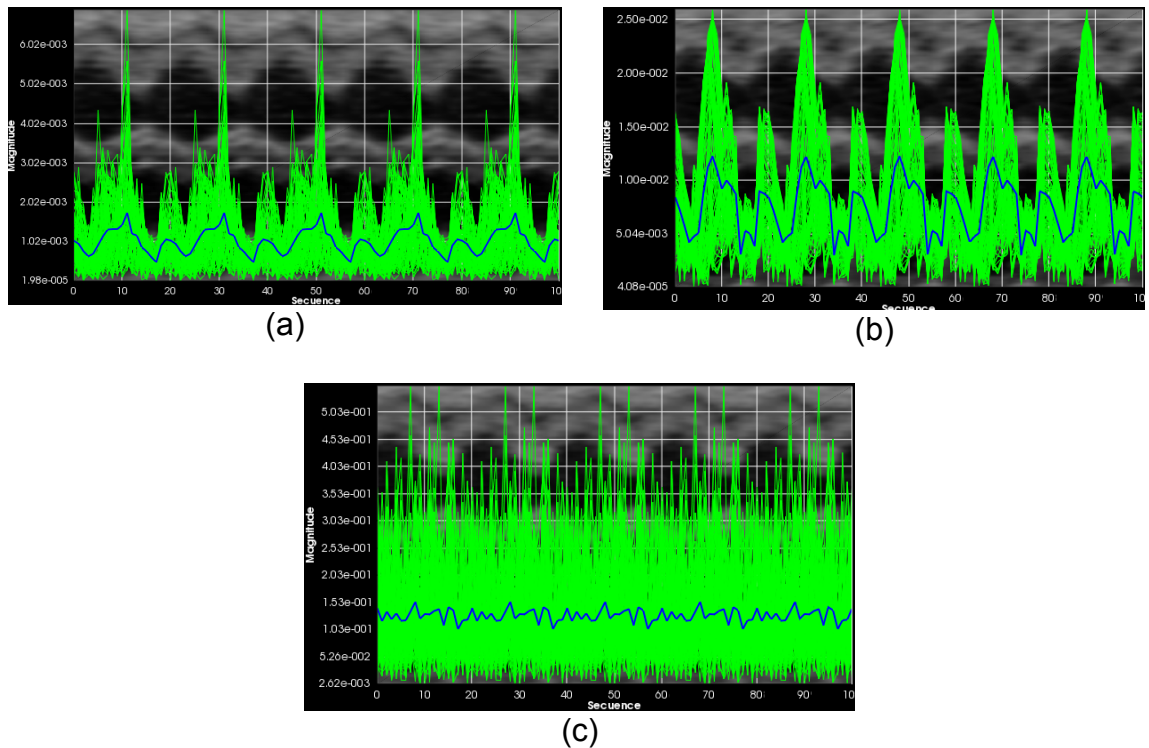 Magnitude
6.02e-003
5.02e-003
4.02e-003
3.02e-003
2.02e-003
1.02e-003
1.98e-005
0 10 20 30 40 50 60 70 80 90 100
Secuence
(a)
Magnitude
2.50e-002
2.00e-002
1.50e-002
1.00e-002
5.04e-003
4.08e-005
0 10 20 30 40 50 60 70 80 90 10
Secuence
(b)
Magnitude
5.03e-001
4.53e-001
4.03e-001
3.53e-001
3.03e-001
2.53e-001
2.03e-001
1.53e-001
1.03e-001
5.26e-002
2.62e-003
0 10 20 30 40 50 60 70 80 90 10
Secuence
(c)